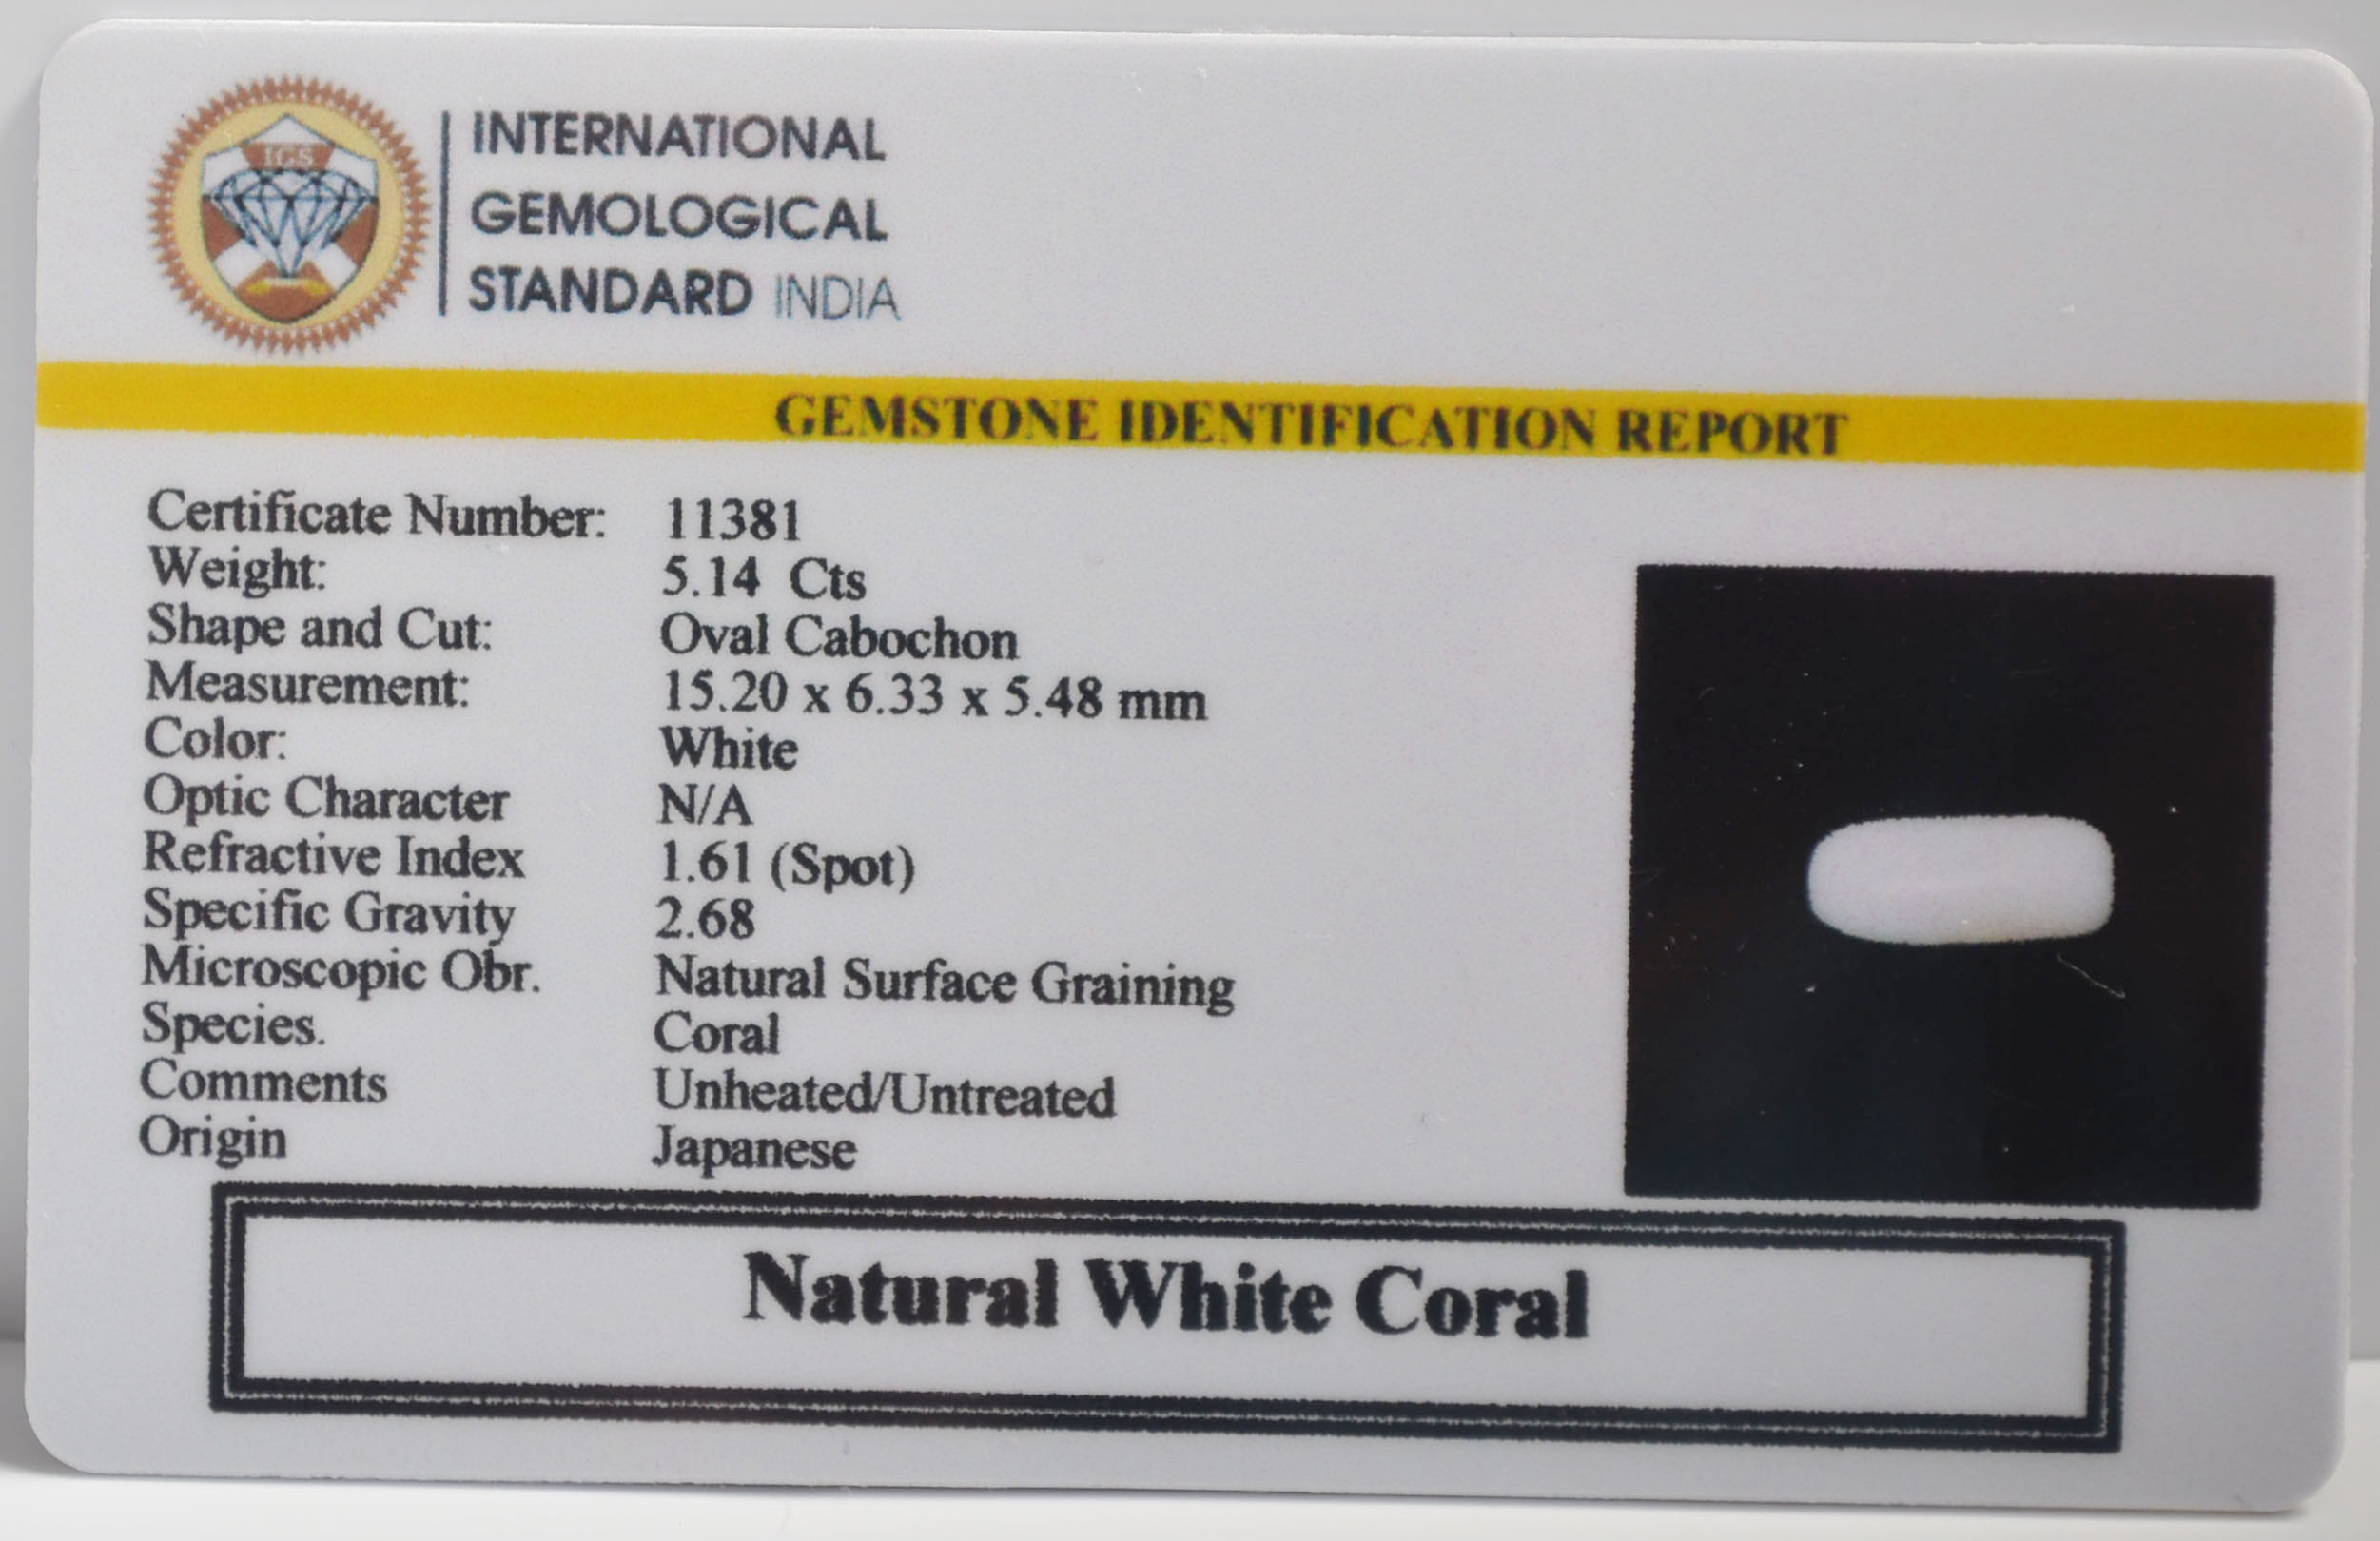 IGS
INTERNATIONAL
GEMOLOGICAL
STANDARD INDIA
GEMSTONE IDENTIFICATION REPORT
Certificate Number: 11381
Weight: 5.14 Cts
Shape and Cut: Oval Cabochon
Measurement: 15.20 x 6.33 x 5.48 mm
Color: White
Optic Character N/A
Refractive Index 1.61 (Spot)
Specific Gravity 2.68
Microscopic Obr. Natural Surface Graining
Species. Coral
Comments Unheated/Untreated
Origin Japanese
Natural White Coral